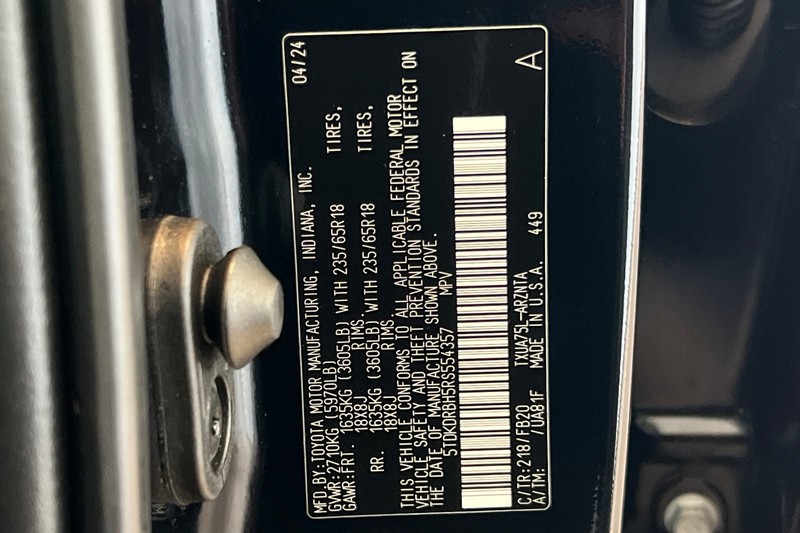 MFD.BY:TOYOTA MOTOR MANUFACTURING, INDIANA, INC. 04/24
GVWR:2710KG (5970LB)
GAWR:FRT. 1635KG (3605LB) WITH 235/65R18 TIRES,
18X8J RIMS.
RR. 1635KG (3605LB) WITH 235/65R18 TIRES,
18X8J RIMS.
THIS VEHICLE CONFORMS TO ALL APPLICABLE FEDERAL MOTOR
VEHICLE SAFETY AND THEFT PREVENTION STANDARDS IN EFFECT ON
THE DATE OF MANUFACTURE SHOWN ABOVE.
5TDKDRBH5RS554357 MPV
C/TR:218/FB20 TXUA75L-ARZNTA
A/TM: /UA81F MADE IN U.S.A. 449 A